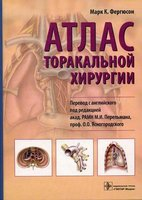 Марк К. Фергюсон
АТЛАС
ТОРАКАЛЬНОЙ
ХИРУРГИИ
Перевод с английского
под редакцией
акад. РАМН М.И. Перельмана,
проф. О.О. Ясногородского